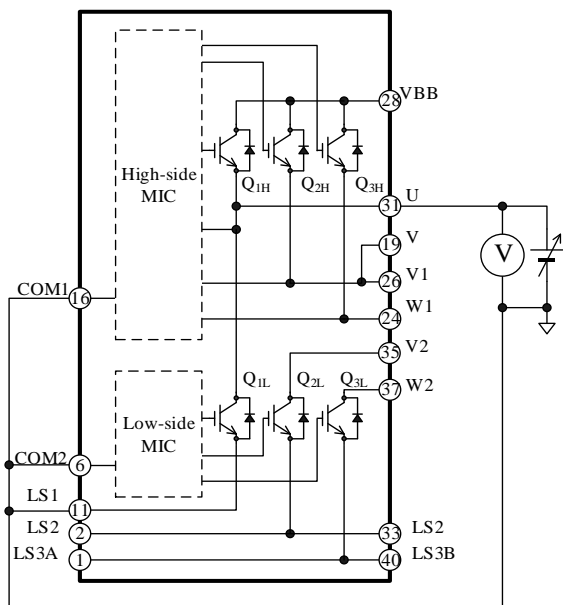 28 VBB
High-side
MIC
Q1H
Q2H
Q3H
31 U
19 V
V
26 V1
COM1
16
24 W1
35 V2
37 W2
Q1L
Q2L
Q3L
Low-side
MIC
COM2
6
LS1
11
LS2
2
33 LS2
LS3A
1
40 LS3B